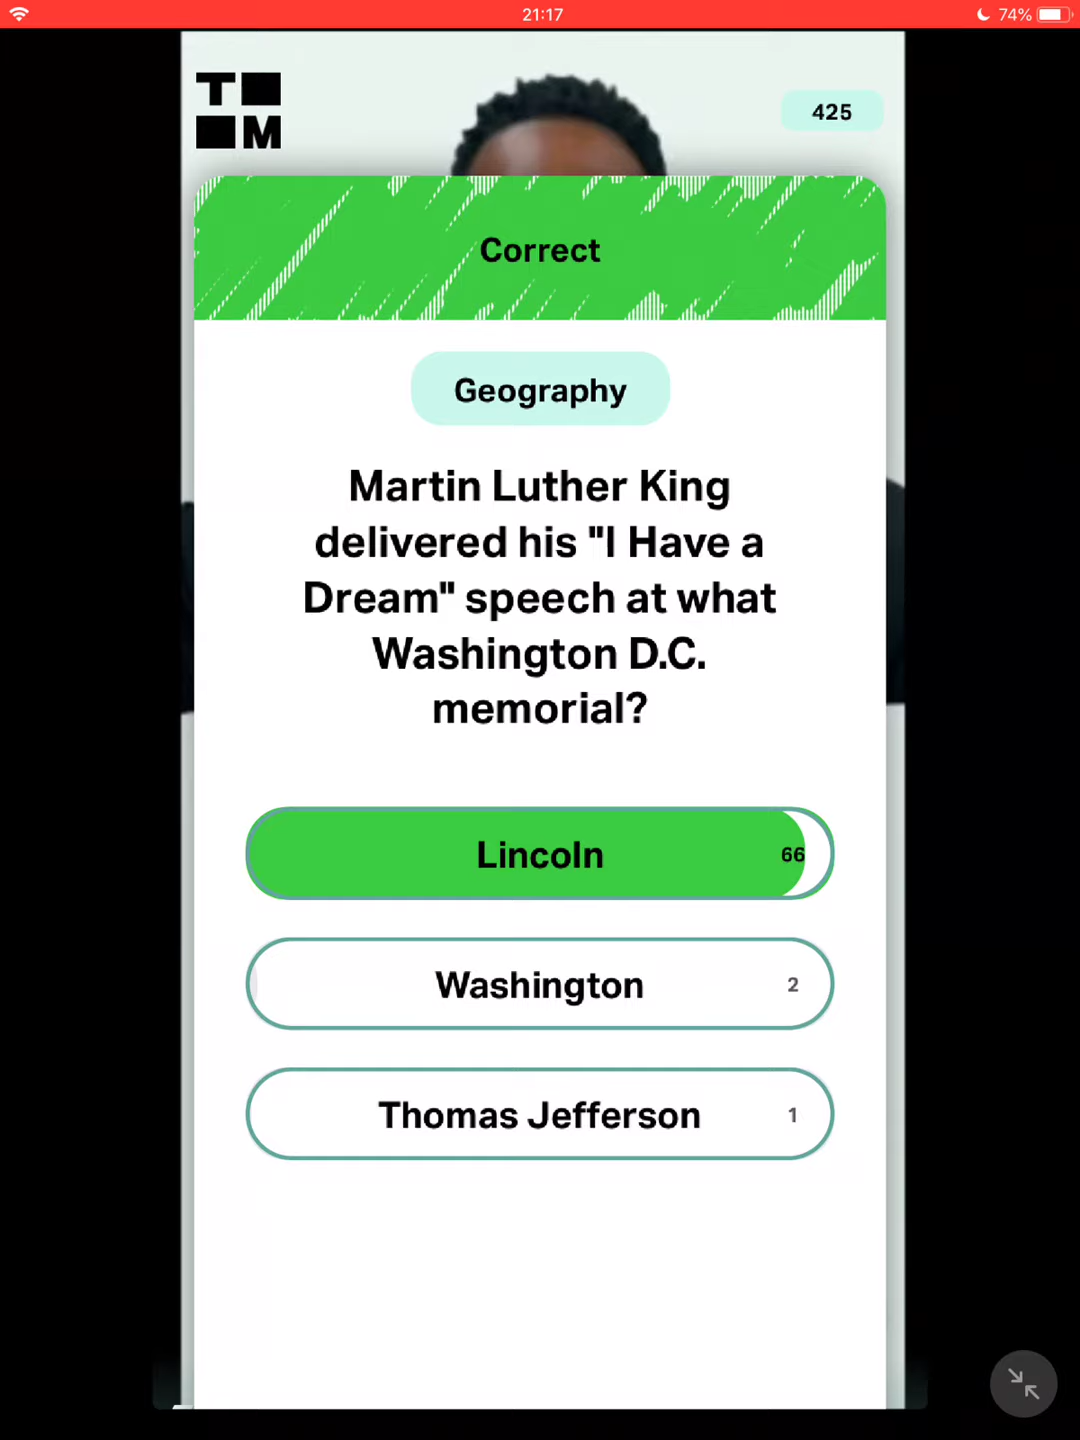 21:17
74%
T
M
425
Correct
Geography
Martin Luther King
delivered his "I Have a
Dream" speech at what
Washington D.C.
memorial?
Lincoln 66
Washington 2
Thomas Jefferson 1